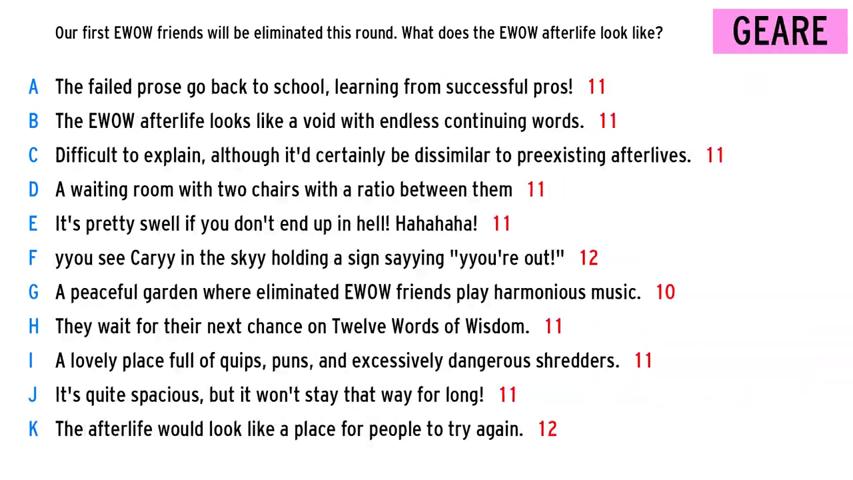 Our first EWOW friends will be eliminated this round. What does the EWOW afterlife look like?
GEARE
A The failed prose go back to school, learning from successful pros! 11
B The EWOW afterlife looks like a void with endless continuing words. 11
C Difficult to explain, although it'd certainly be dissimilar to preexisting afterlives. 11
D A waiting room with two chairs with a ratio between them 11
E It's pretty swell if you don't end up in hell! Hahahaha! 11
F yyou see Caryy in the skyy holding a sign sayying "yyou're out!" 12
G A peaceful garden where eliminated EWOW friends play harmonious music. 10
H They wait for their next chance on Twelve Words of Wisdom. 11
I A lovely place full of quips, puns, and excessively dangerous shredders. 11
J It's quite spacious, but it won't stay that way for long! 11
K The afterlife would look like a place for people to try again. 12